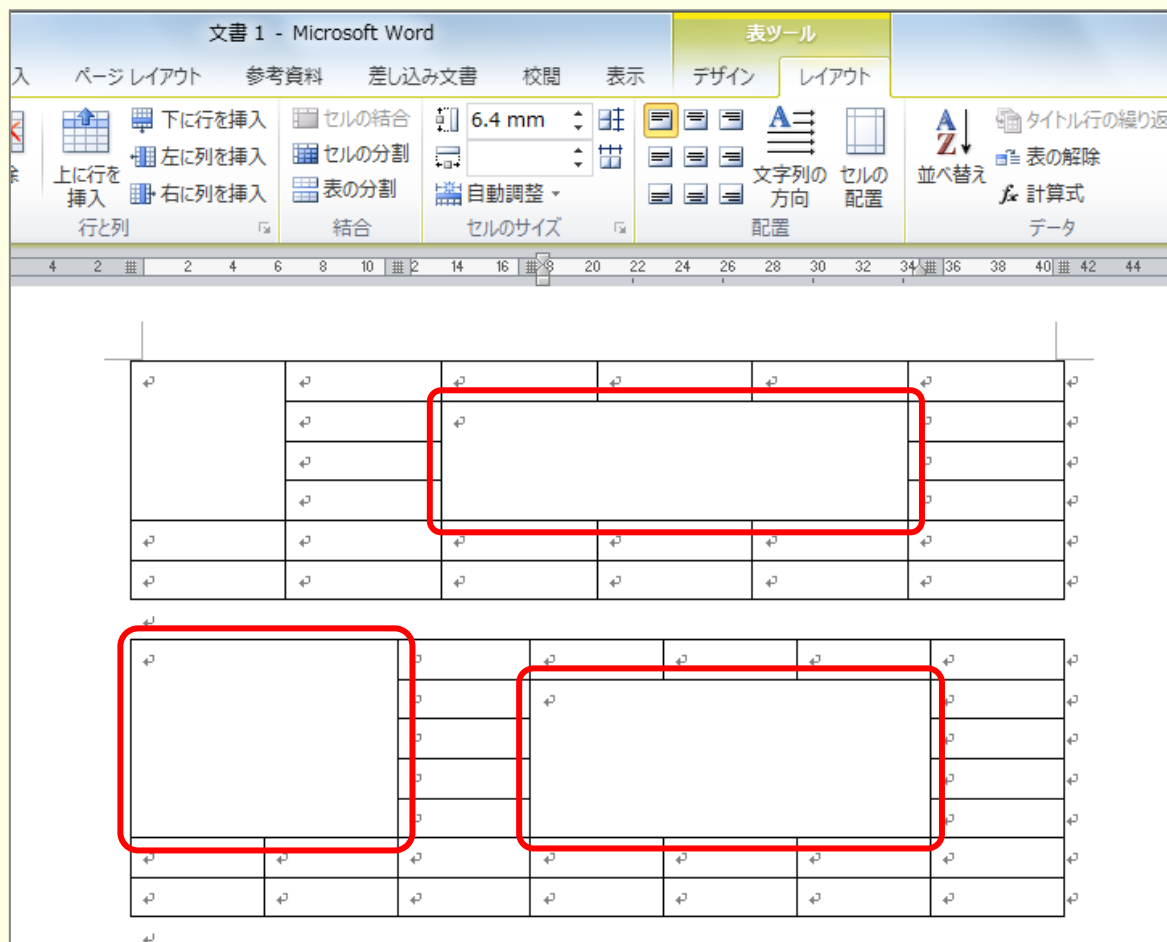 文書 1 - Microsoft Word
表ツール
入 ページ レイアウト 参考資料 差し込み文書 校閲 表示 デザイン レイアウト
上に行を
挿入
下に行を挿入
左に列を挿入
右に列を挿入
行と列
セルの結合
セルの分割
表の分割
結合
6.4 mm
自動調整
セルのサイズ
文字列の
方向
セルの
配置
配置
A
Z
並べ替え
タイトル行の繰り返
表の解除
fx 計算式
データ
4 2 2 4 6 8 10 2 14 16 8 20 22 24 26 28 30 32 34 36 38 40 42 44